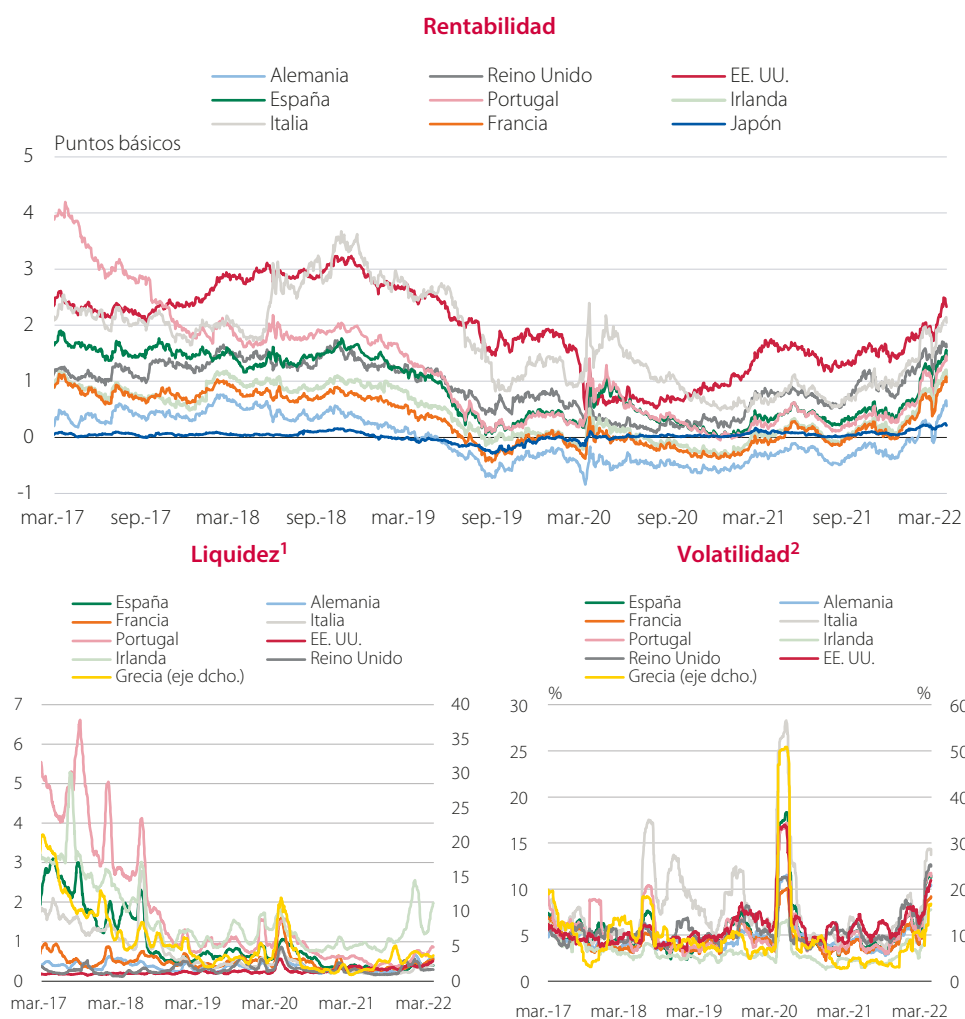 Rentabilidad
Alemania Reino Unido EE. UU.
España Portugal Irlanda
Italia Francia Japón
Puntos básicos
5
4
3
2
1
0
-1
mar.-17 sep.-17 mar.-18 sep.-18 mar.-19 sep.-19 mar.-20 sep.-20 mar.-21 sep.-21 mar.-22
Liquidez1
España Alemania
Francia Italia
Portugal EE. UU.
Irlanda Reino Unido
Grecia (eje dcho.)
7 40
6 35
5 30
4 25
3 20
2 15
1 10
0 5
0
mar.-17 mar.-18 mar.-19 mar.-20 mar.-21 mar.-22
Volatilidad2
España Alemania
Francia Italia
Portugal Irlanda
Reino Unido EE. UU.
Grecia (eje dcho.)
% %
30 60
25 50
20 40
15 30
10 20
5 10
0 0
mar.-17 mar.-18 mar.-19 mar.-20 mar.-21 mar.-22